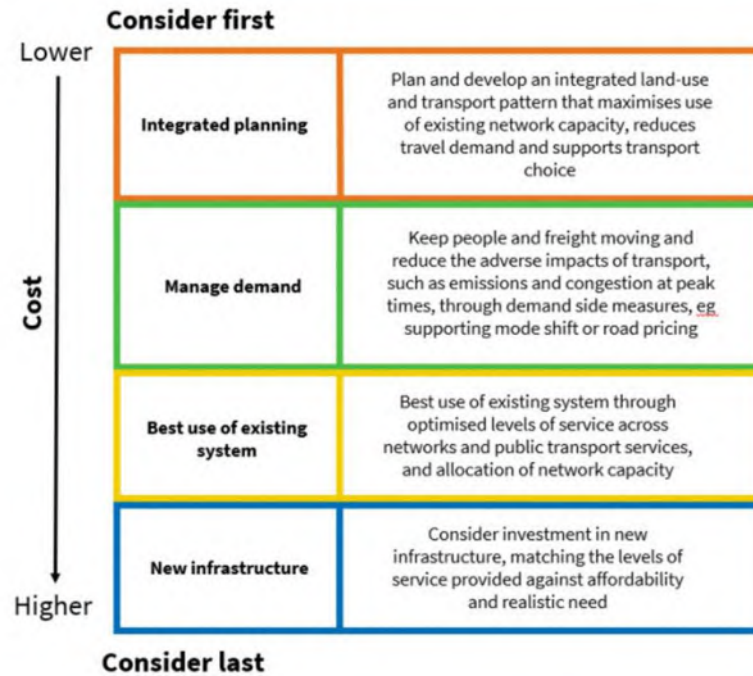 Consider first
Lower
Integrated planning
Plan and develop an integrated land-use
and transport pattern that maximises use
of existing network capacity, reduces
travel demand and supports transport
choice
Manage demand
Keep people and freight moving and
reduce the adverse impacts of transport,
such as emissions and congestion at peak
times, through demand side measures, eg
supporting mode shift or road pricing
Cost
Best use of existing
system
Best use of existing system through
optimised levels of service across
networks and public transport services,
and allocation of network capacity
New infrastructure
Consider investment in new
infrastructure, matching the levels of
service provided against affordability
and realistic need
Higher
Consider last